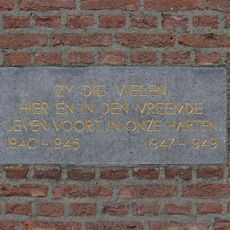 ZY DIE VIELEN
HIER EN IN DEN VREEMDE
LEVEN VOORT IN ONZE HARTEN
1940-1945 1947-1949